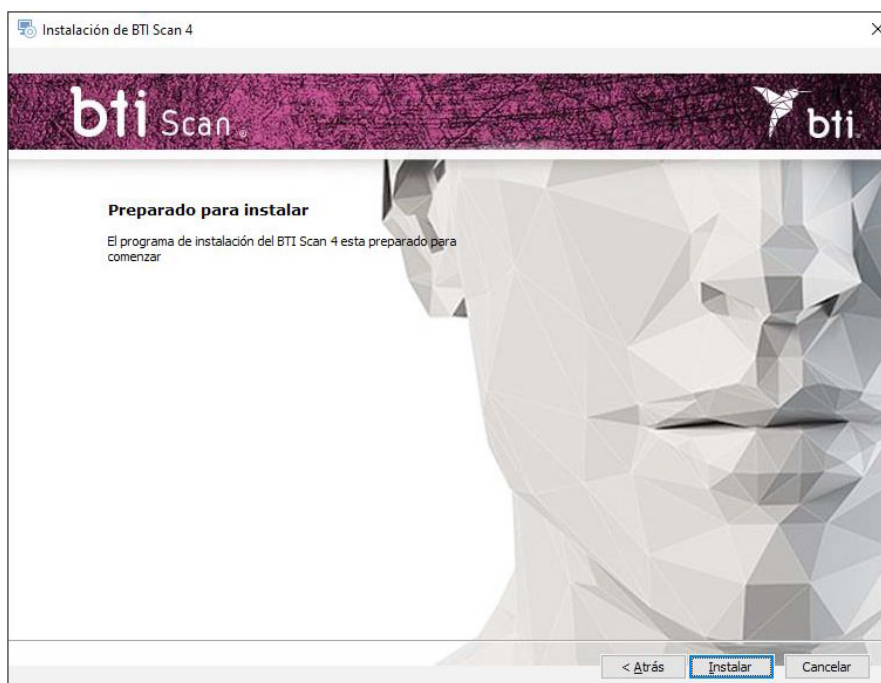 Instalación de BTI Scan 4
bti Scan®
bti
Preparado para instalar
El programa de instalación del BTI Scan 4 esta preparado para
comenzar
< Atrás
Instalar
Cancelar